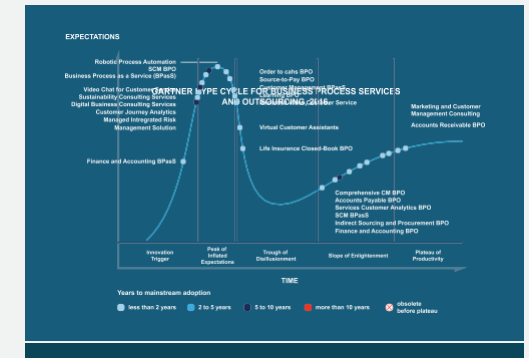 EXPECTATIONS
Robotic Process Automation
SCM BPO
Business Process as a Service (BPaaS)
Video Chat for Customer Service
Sustainability Consulting Services
Digital Business Consulting Services
Customer Journey Analytics
Managed Intregrated Risk
Management Solution
Finance and Accounting BPaaS
GARTNER HYPE CYCLE FOR BUSINESS PROCESS SERVICES
AND OUTSOURCING, 2016.
Order to cahs BPO
Source-to-Pay BPO
Customer Service
Virtual Customer Assistants
Life Insurance Closed-Book BPO
Marketing and Customer
Management Consulting
Accounts Receivable BPO
Comprehensive CM BPO
Accounts Payable BPO
Services Customer Analytics BPO
SCM BPaaS
Indirect Sourcing and Procurement BPO
Finance and Accounting BPO
Innovation
Trigger
Peak of
Inflated
Expectations
Trough of
Disillusionment
Slope of Enlightenment
Plateau of
Productivity
TIME
Years to mainstream adoption
less than 2 years
2 to 5 years
5 to 10 years
more than 10 years
obsolete
before plateau